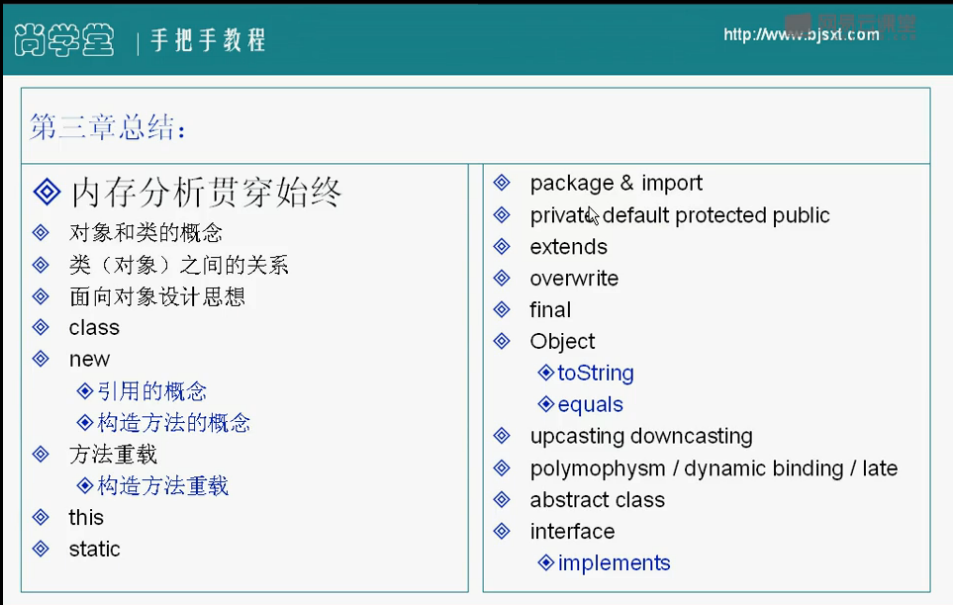 尚学堂
手把手教程
http://www.bjsxt.com
第三章总结：
内存分析贯穿始终
对象和类的概念
类（对象）之间的关系
面向对象设计思想
class
new
引用的概念
构造方法的概念
方法重载
构造方法重载
this
static
package & import
private default protected public
extends
overwrite
final
Object
toString
equals
upcasting downcasting
polymophysm / dynamic binding / late
abstract class
interface
implements